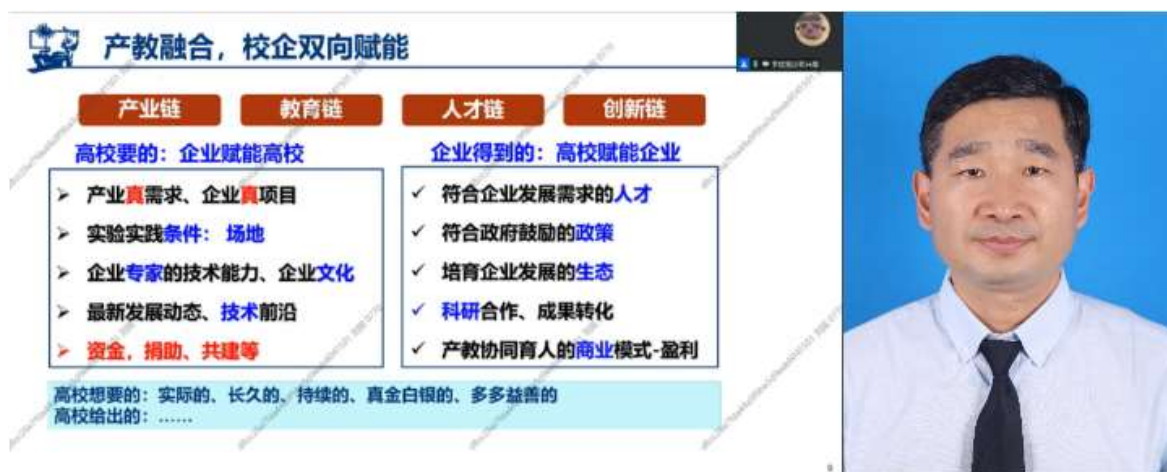 产教融合，校企双向赋能
产业链
教育链
人才链
创新链
高校要的：企业赋能高校
产业真需求、企业真项目
实验实践条件：场地
企业专家的技术能力、企业文化
最新发展动态、技术前沿
资金，捐助、共建等
企业得到的：高校赋能企业
符合企业发展需求的人才
符合政府鼓励的政策
培育企业发展的生态
科研合作、成果转化
产教协同育人的商业模式-盈利
高校想要的：实际的、长久的、持续的、真金白银的、多多益善的
高校给出的：……